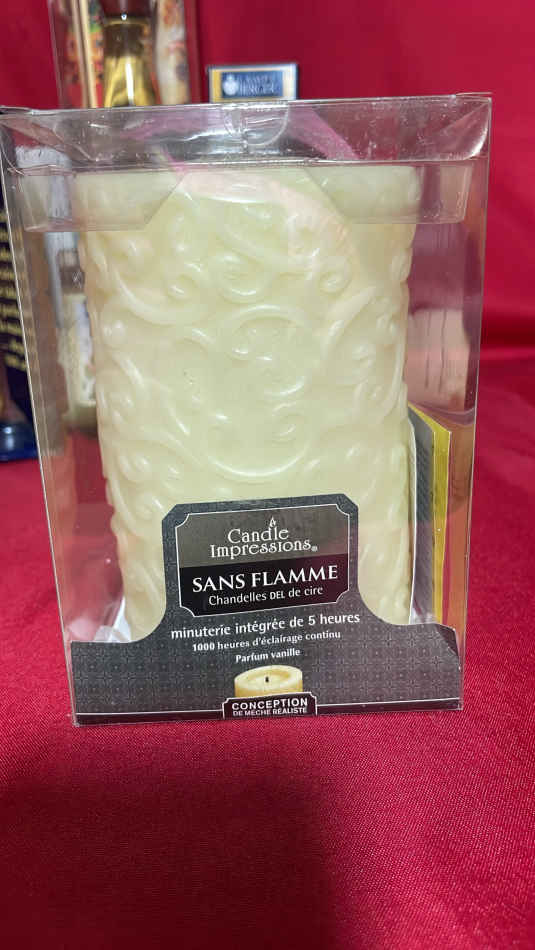 Candle
Impressions®
SANS FLAMME
Chandelles DEL de cire
minuterie intégrée de 5 heures
1000 heures d'éclairage continu
Parfum vanille
CONCEPTION
DE MÈCHE RÉALISTE